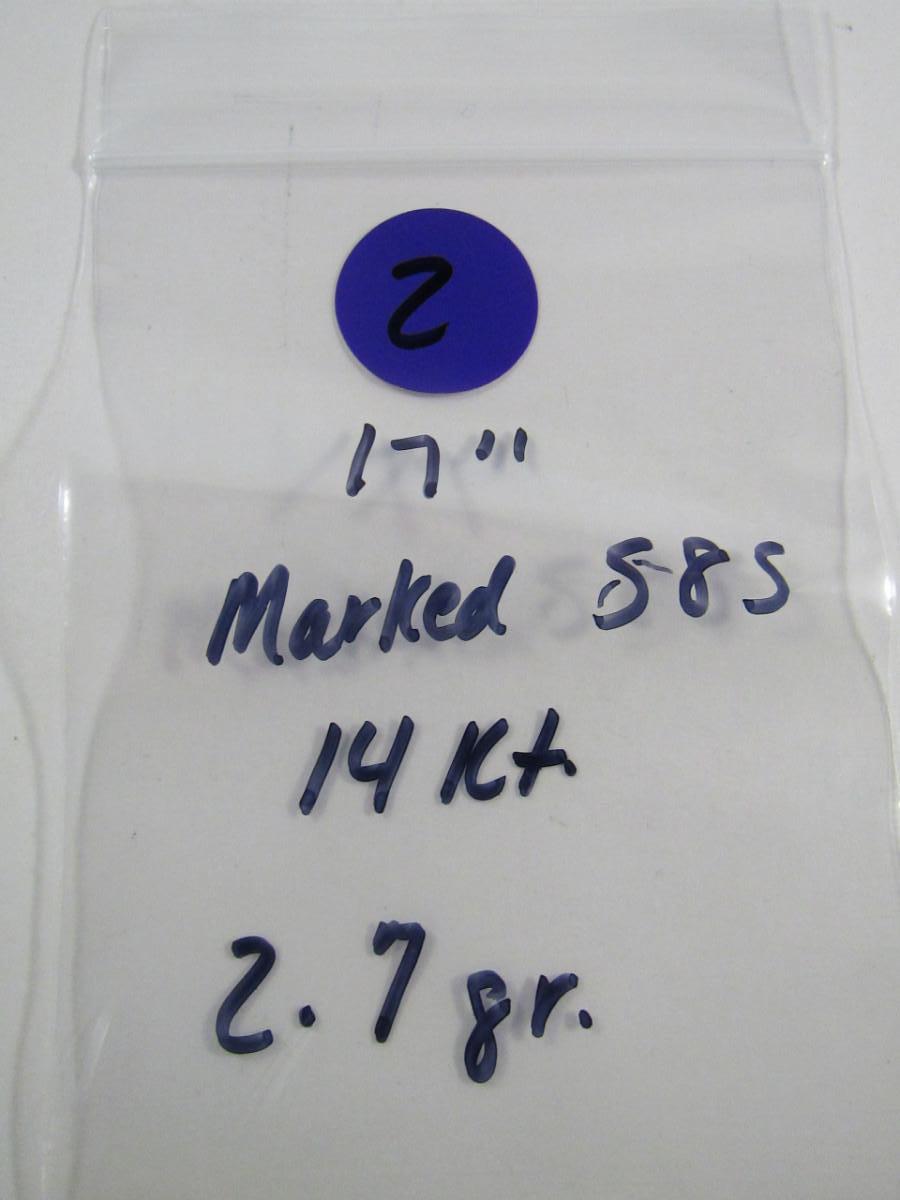 2
17"
Marked 585
14 Kt.
2.7 gr.